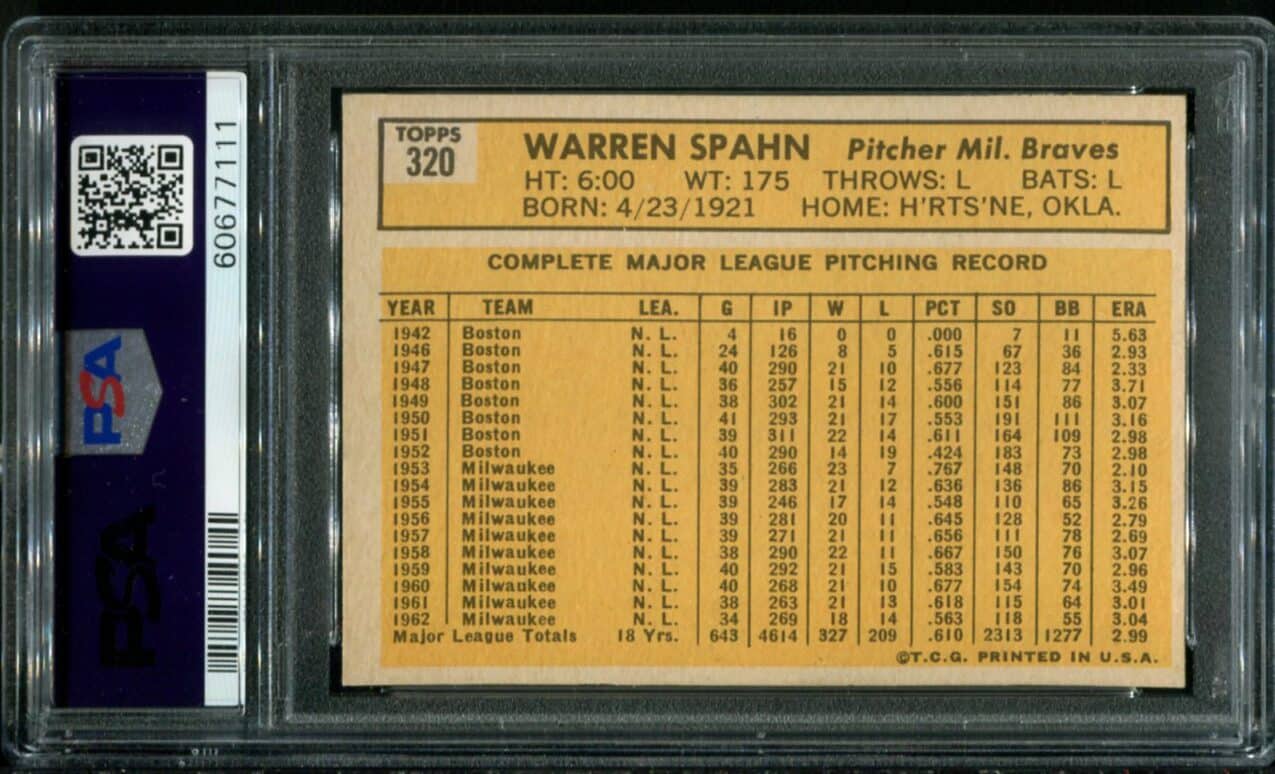 60677111
PSA
PSA
TOPPS
320
WARREN SPAHN Pitcher Mil. Braves
HT: 6:00 WT: 175 THROWS: L BATS: L
BORN: 4/23/1921 HOME: H'RTS'NE, OKLA.
COMPLETE MAJOR LEAGUE PITCHING RECORD
YEAR TEAM LEA. G IP W L PCT SO BB ERA
1942 Boston N. L. 4 16 0 0 .000 7 11 5.63
1946 Boston N. L. 24 126 8 5 .615 67 36 2.93
1947 Boston N. L. 40 290 21 10 .677 123 84 2.33
1948 Boston N. L. 36 257 15 12 .556 114 77 3.71
1949 Boston N. L. 38 302 21 14 .600 151 86 3.07
1950 Boston N. L. 41 293 21 17 .553 191 111 3.16
1951 Boston N. L. 39 311 22 14 .611 164 109 2.98
1952 Boston N. L. 40 290 14 19 .424 183 73 2.98
1953 Milwaukee N. L. 35 266 23 7 .767 148 70 2.10
1954 Milwaukee N. L. 39 283 21 12 .636 136 86 3.15
1955 Milwaukee N. L. 39 246 17 14 .548 110 65 3.26
1956 Milwaukee N. L. 39 281 20 11 .645 128 52 2.79
1957 Milwaukee N. L. 39 271 21 11 .656 111 78 2.69
1958 Milwaukee N. L. 38 290 22 11 .667 150 76 3.07
1959 Milwaukee N. L. 40 292 21 15 .583 143 70 2.96
1960 Milwaukee N. L. 40 268 21 10 .677 154 74 3.49
1961 Milwaukee N. L. 38 263 21 13 .618 115 64 3.01
1962 Milwaukee N. L. 34 269 18 14 .563 118 55 3.04
Major League Totals 18 Yrs. 643 4614 327 209 .610 2313 1277 2.99
©T.C.G. PRINTED IN U.S.A.